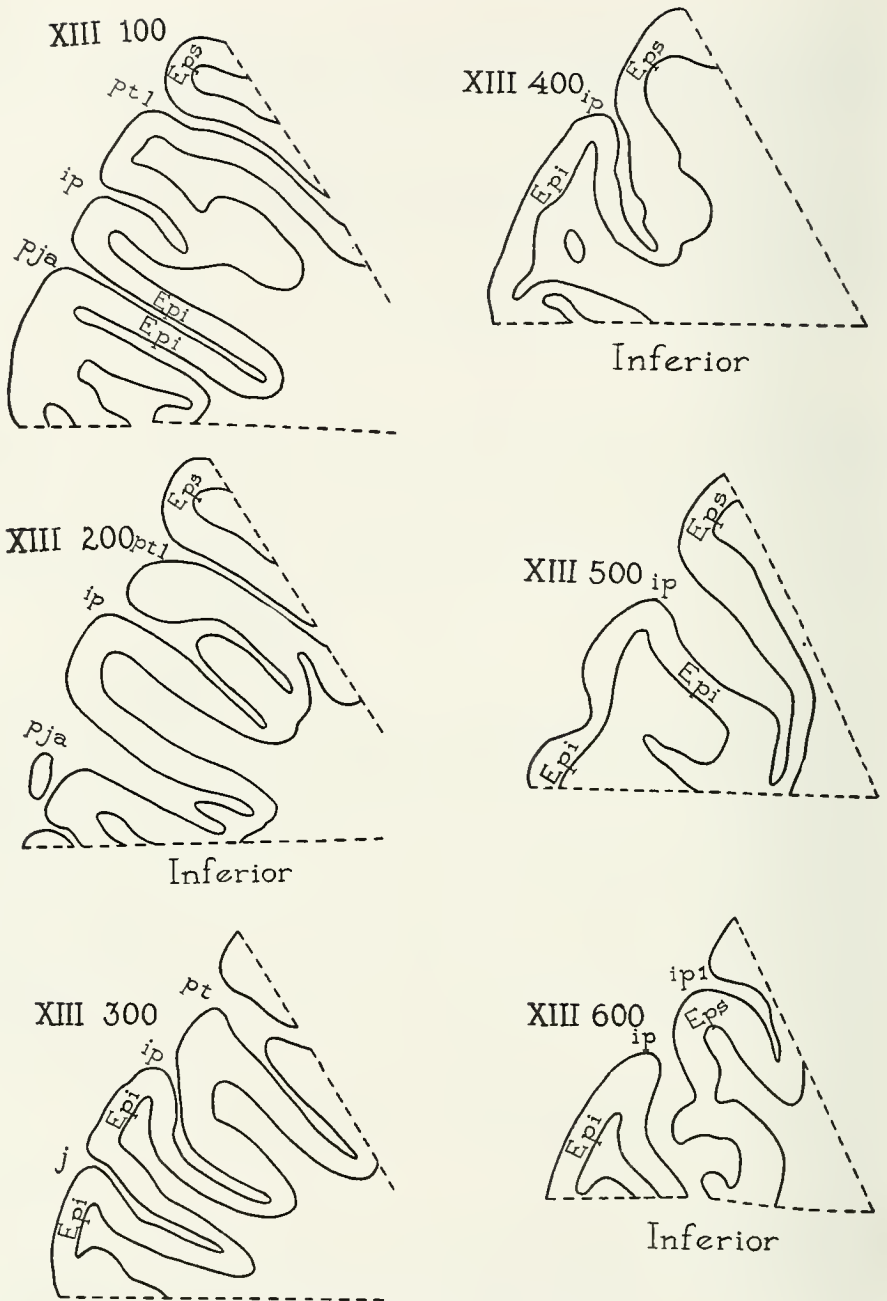 XIII 100
Eps
ptl
ip
pja
Epi
Epi
XIII 200
ptl
Eps
ip
pja
Inferior
XIII 300
pt
ip
Epi
j
Epi
XIII 400
ip
Eps
Epi
Inferior
XIII 500
ip
Eps
Epi
Epi
XIII 600
ip
ip1
Eps
Epi
Inferior